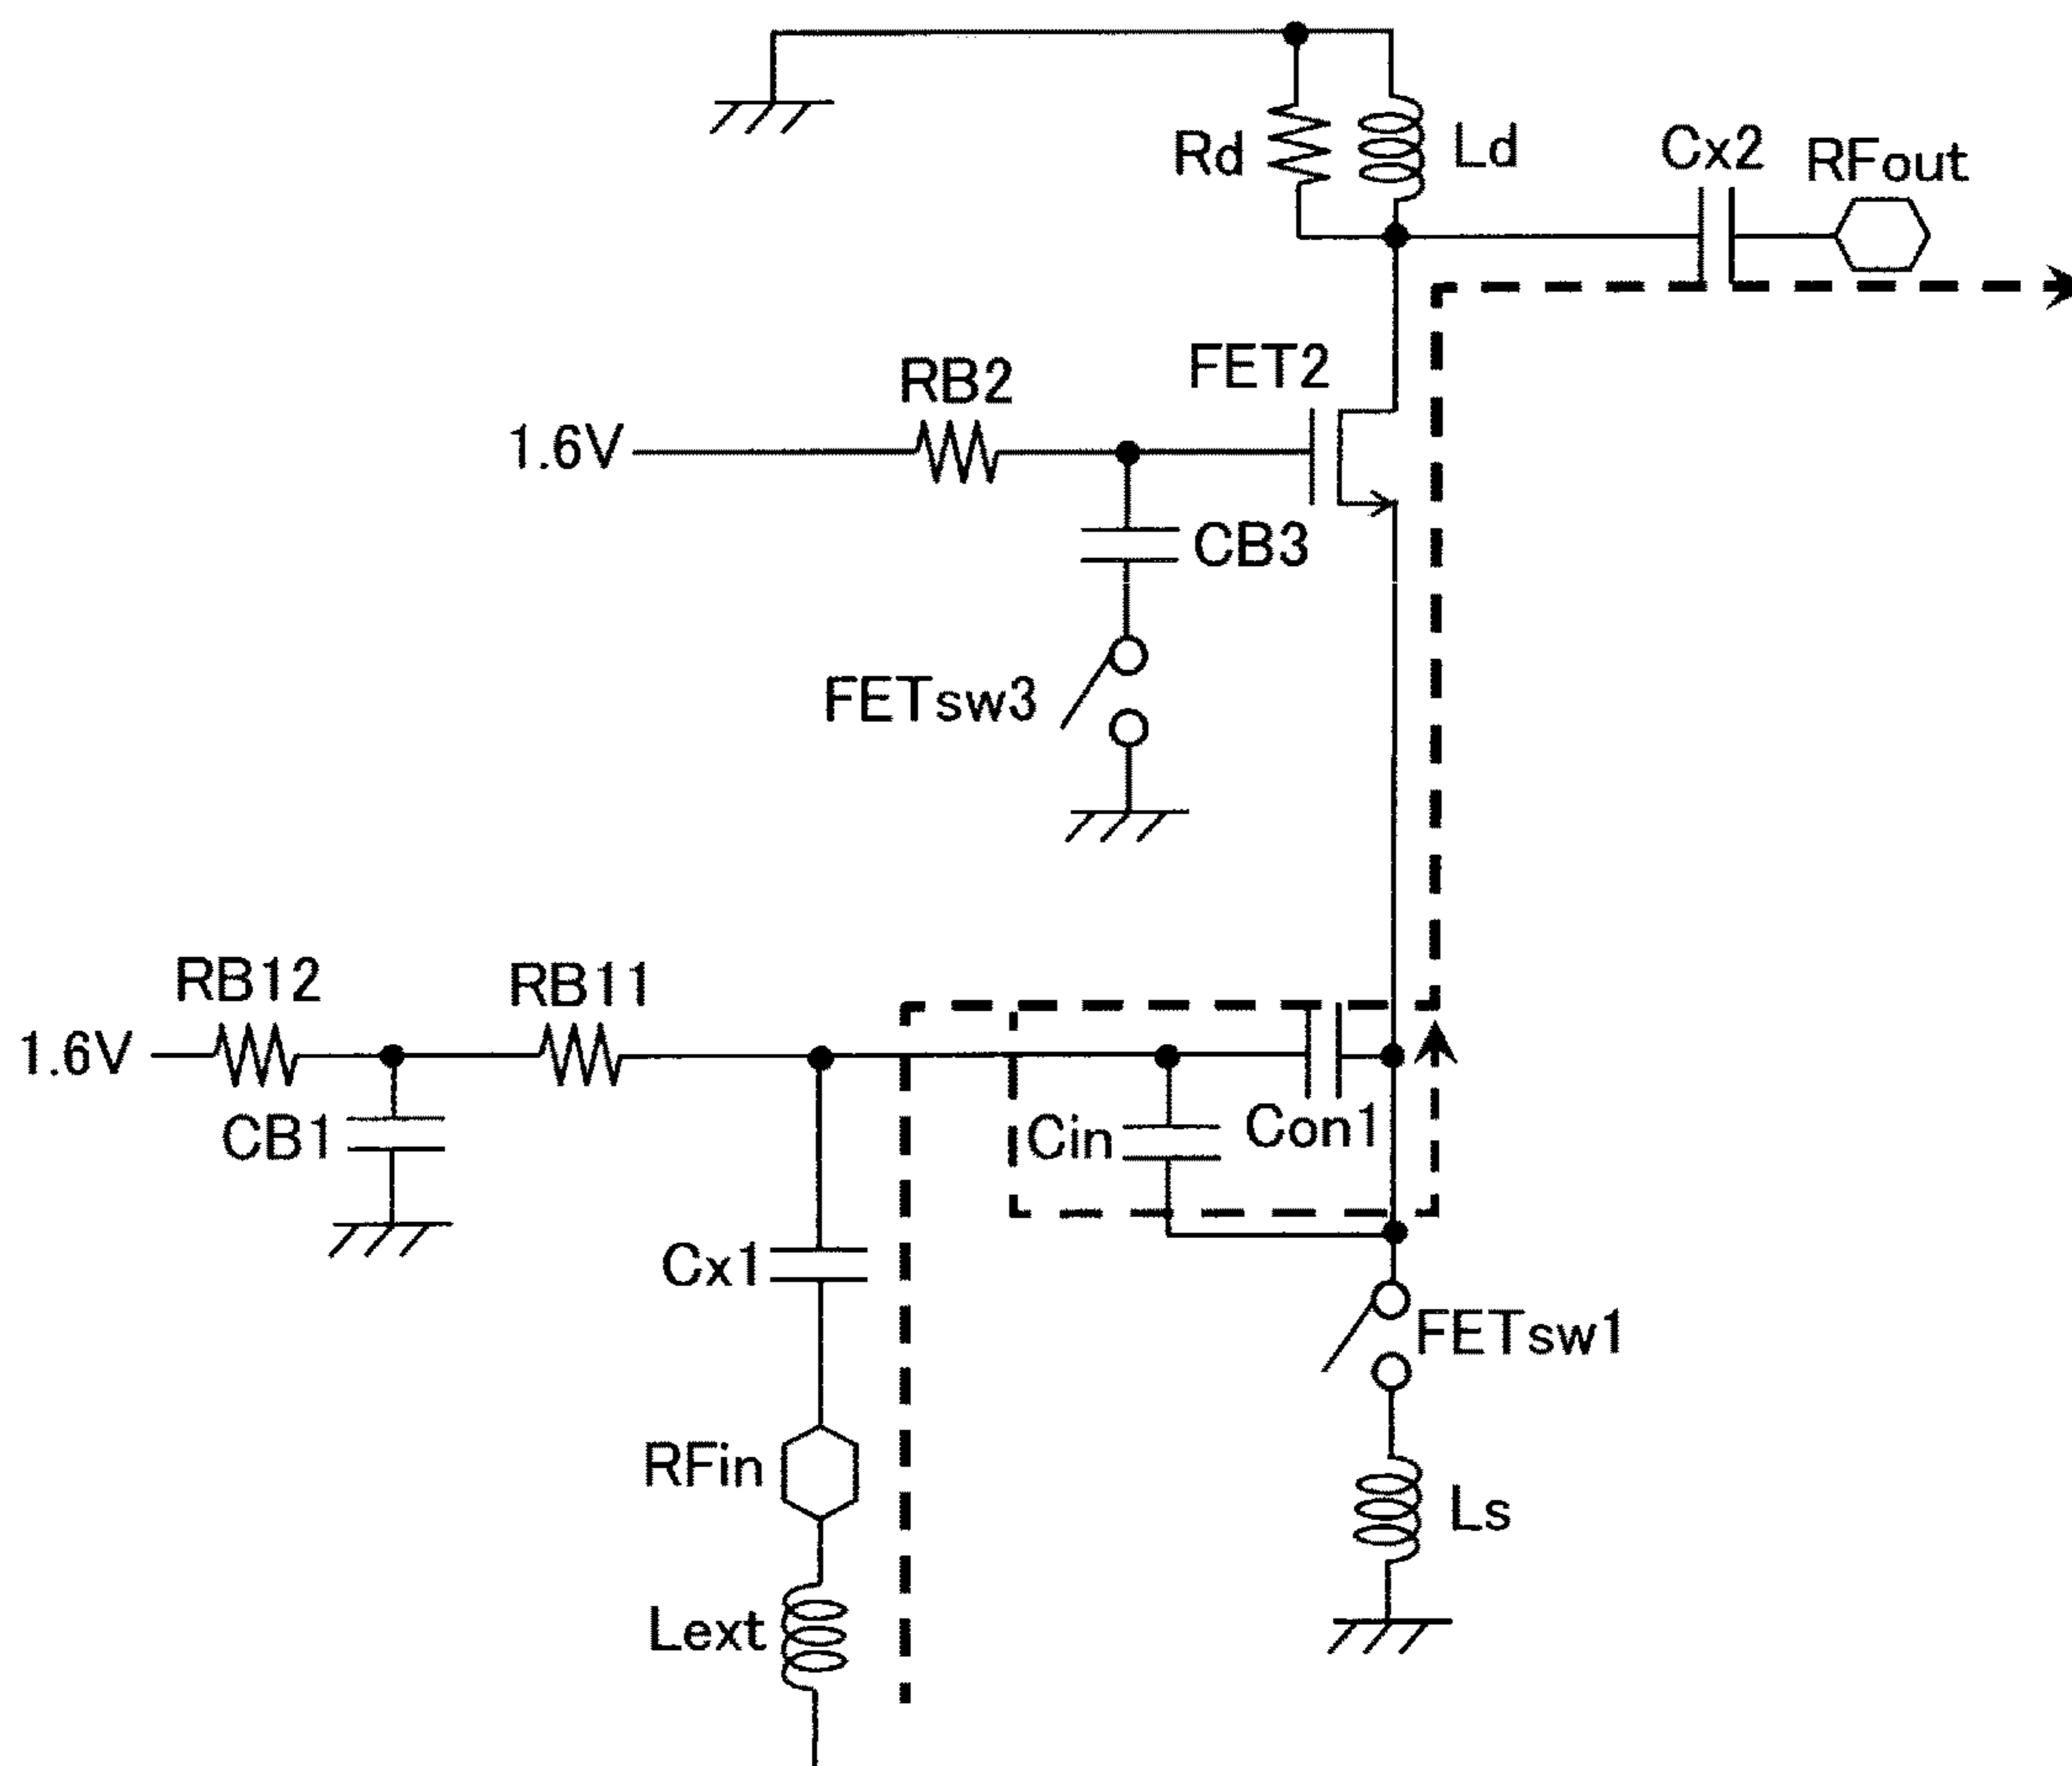 Rd
Ld
Cx2
RFout
RB2
FET2
1.6V
CB3
FETsw3
RB12
RB11
1.6V
CB1
Cin
Con1
Cx1
FETsw1
RFin
Ls
Lext